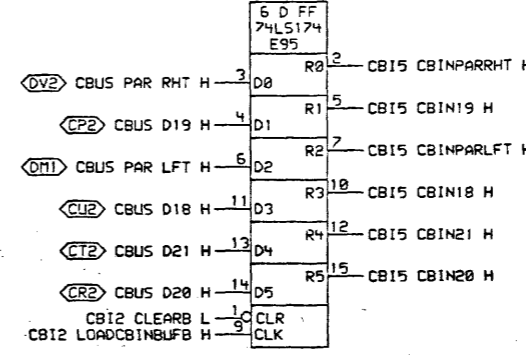 6 D FF
74LS174
E95
R0 2 CBI5 CBINPARRHT H
DV2 CBUS PAR RHT H 3 D0
R1 5 CBI5 CBIN19 H
CP2 CBUS D19 H 4 D1
R2 7 CBI5 CBINPARLFT H
DM1 CBUS PAR LFT H 6 D2
R3 10 CBI5 CBIN18 H
CU2 CBUS D18 H 11 D3
R4 12 CBI5 CBIN21 H
CT2 CBUS D21 H 13 D4
R5 15 CBI5 CBIN20 H
CR2 CBUS D20 H 14 D5
CBI2 CLEARB L 1 CLR
CBI2 LOADCBINBUFB H 9 CLK